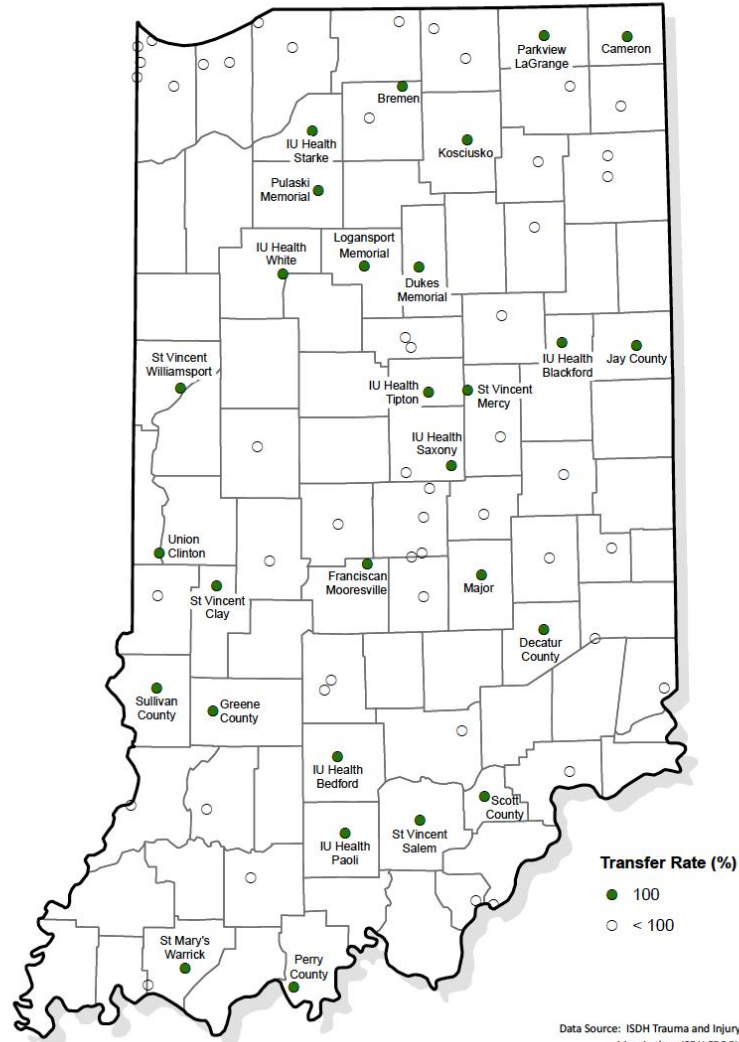 Parkview
LaGrange
Cameron
Bremen
IU Health
Starke
Kosciusko
Pulaski
Memorial
IU Health
White
Logansport
Memorial
Dukes
Memorial
St Vincent
Williamsport
IU Health
Tipton
St Vincent
Mercy
IU Health
Blackford
Jay County
IU Health
Saxony
Union
Clinton
St Vincent
Clay
Franciscan
Mooresville
Major
Decatur
County
Sullivan
County
Greene
County
IU Health
Bedford
Scott
County
IU Health
Paoli
St Vincent
Salem
St Mary's
Warrick
Perry
County
Transfer Rate (%)
100
< 100
Data Source: ISDH Trauma and Injury